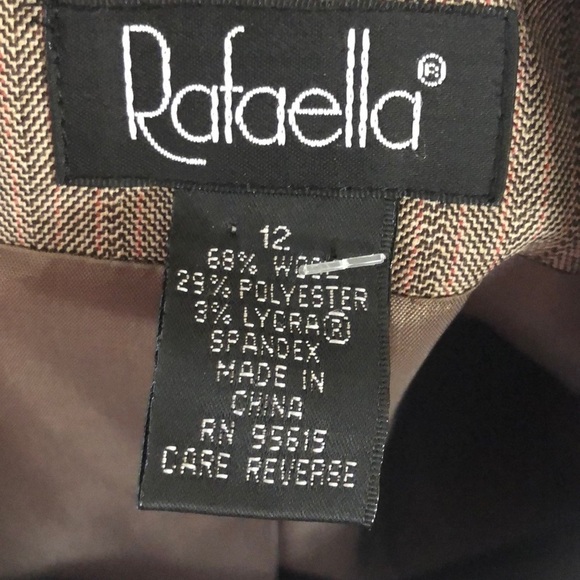 Rafaella®
12
68% WOOL
29% POLYESTER
3% LYCRA®
SPANDEX
MADE IN
CHINA
RN 95615
CARE REVERSE